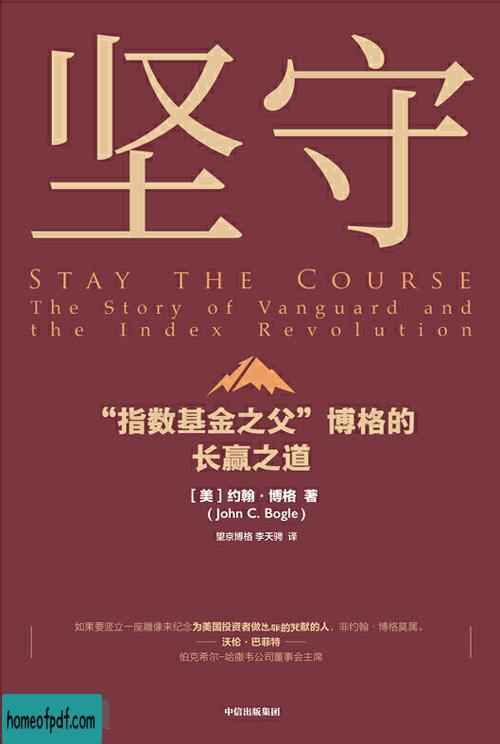 坚守
STAY THE COURSE
The Story of Vanguard and
the Index Revolution
“指数基金之父”博格的
长赢之道
［美］约翰·博格 著
（John C. Bogle）
望京博格 李天骋 译
如果要竖立一座雕像来纪念为美国投资者做出的贡献的人，非约翰·博格莫属。
—— 沃伦·巴菲特 ——
伯克希尔-哈撒韦公司董事会主席
homeofpdf.com
中信出版集团